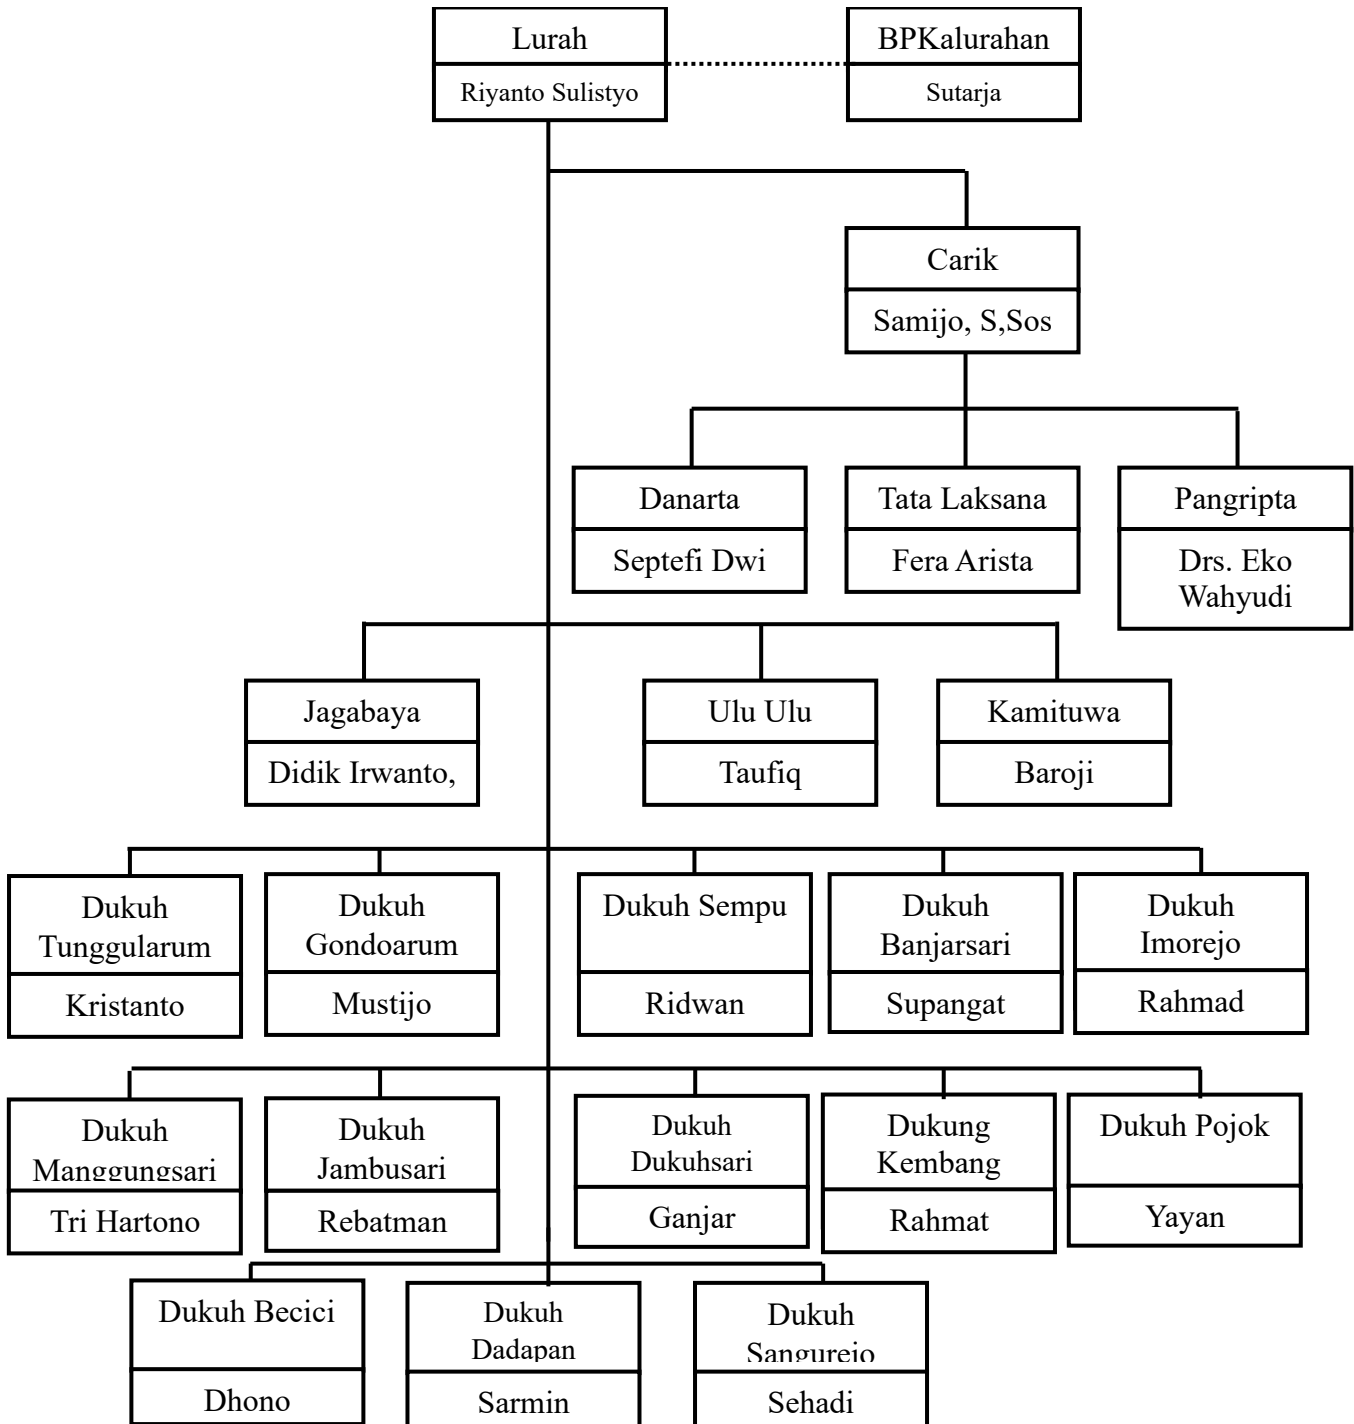 Lurah
Riyanto Sulistyo
BPKalurahan
Sutarja
Carik
Samijo, S,Sos
Danarta
Septefi Dwi
Tata Laksana
Fera Arista
Pangripta
Drs. Eko
Wahyudi
Jagabaya
Didik Irwanto,
Ulu Ulu
Taufiq
Kamituwa
Baroji
Dukuh
Tunggularum
Kristanto
Dukuh
Gondoarum
Mustijo
Dukuh Sempu
Ridwan
Dukuh
Banjarsari
Supangat
Dukuh
Imorejo
Rahmad
Dukuh
Manggungsari
Tri Hartono
Dukuh
Jambusari
Rebatman
Dukuh
Dukuhsari
Ganjar
Dukung
Kembang
Rahmat
Dukuh Pojok
Yayan
Dukuh Becici
Dhono
Dukuh
Dadapan
Sarmin
Dukuh
Sangurejo
Sehadi